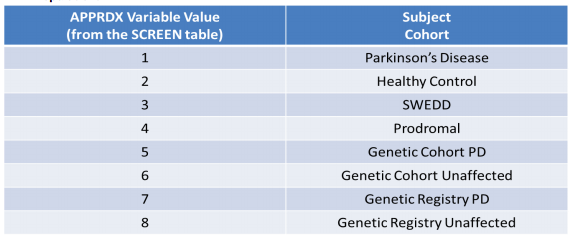 APPRDX Variable Value Subject
(from the SCREEN table) Cohort
1 Parkinson's Disease
2 Healthy Control
3 SWEDD
4 Prodromal
5 Genetic Cohort PD
6 Genetic Cohort Unaffected
7 Genetic Registry PD
8 Genetic Registry Unaffected